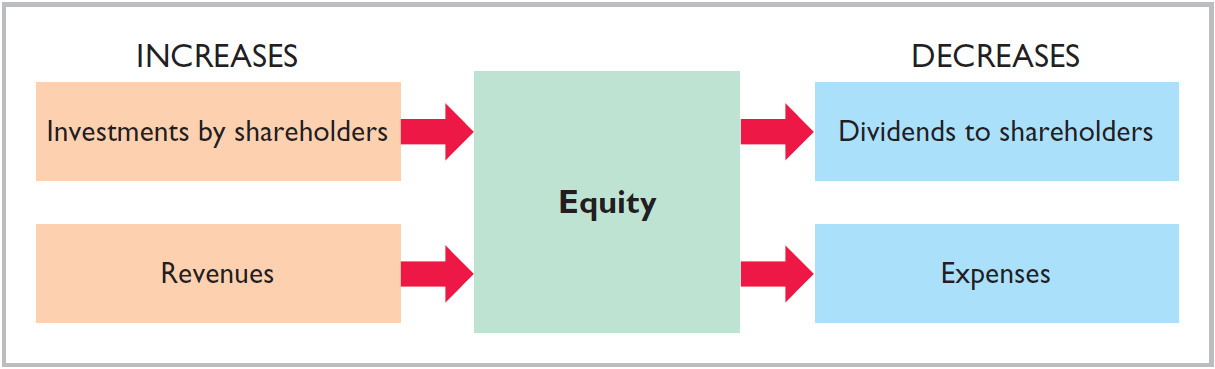 INCREASES
DECREASES
Investments by shareholders
Dividends to shareholders
Equity
Revenues
Expenses